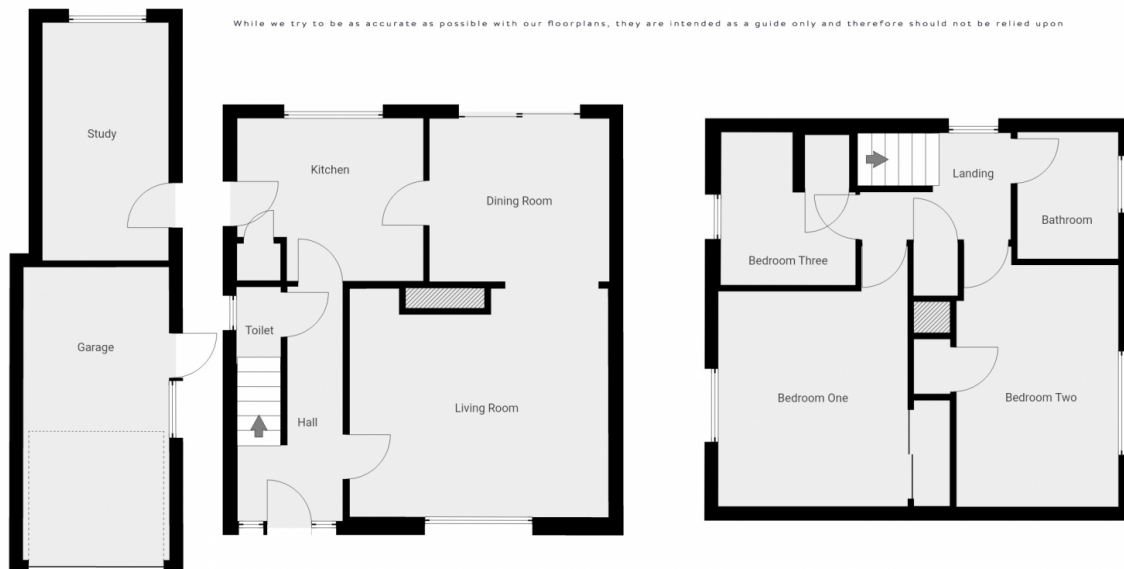 While we try to be as accurate as possible with our floorplans, they are intended as a guide only and therefore should not be relied upon
Study
Kitchen
Dining Room
Toilet
Garage
Hall
Living Room
Landing
Bathroom
Bedroom Three
Bedroom One
Bedroom Two